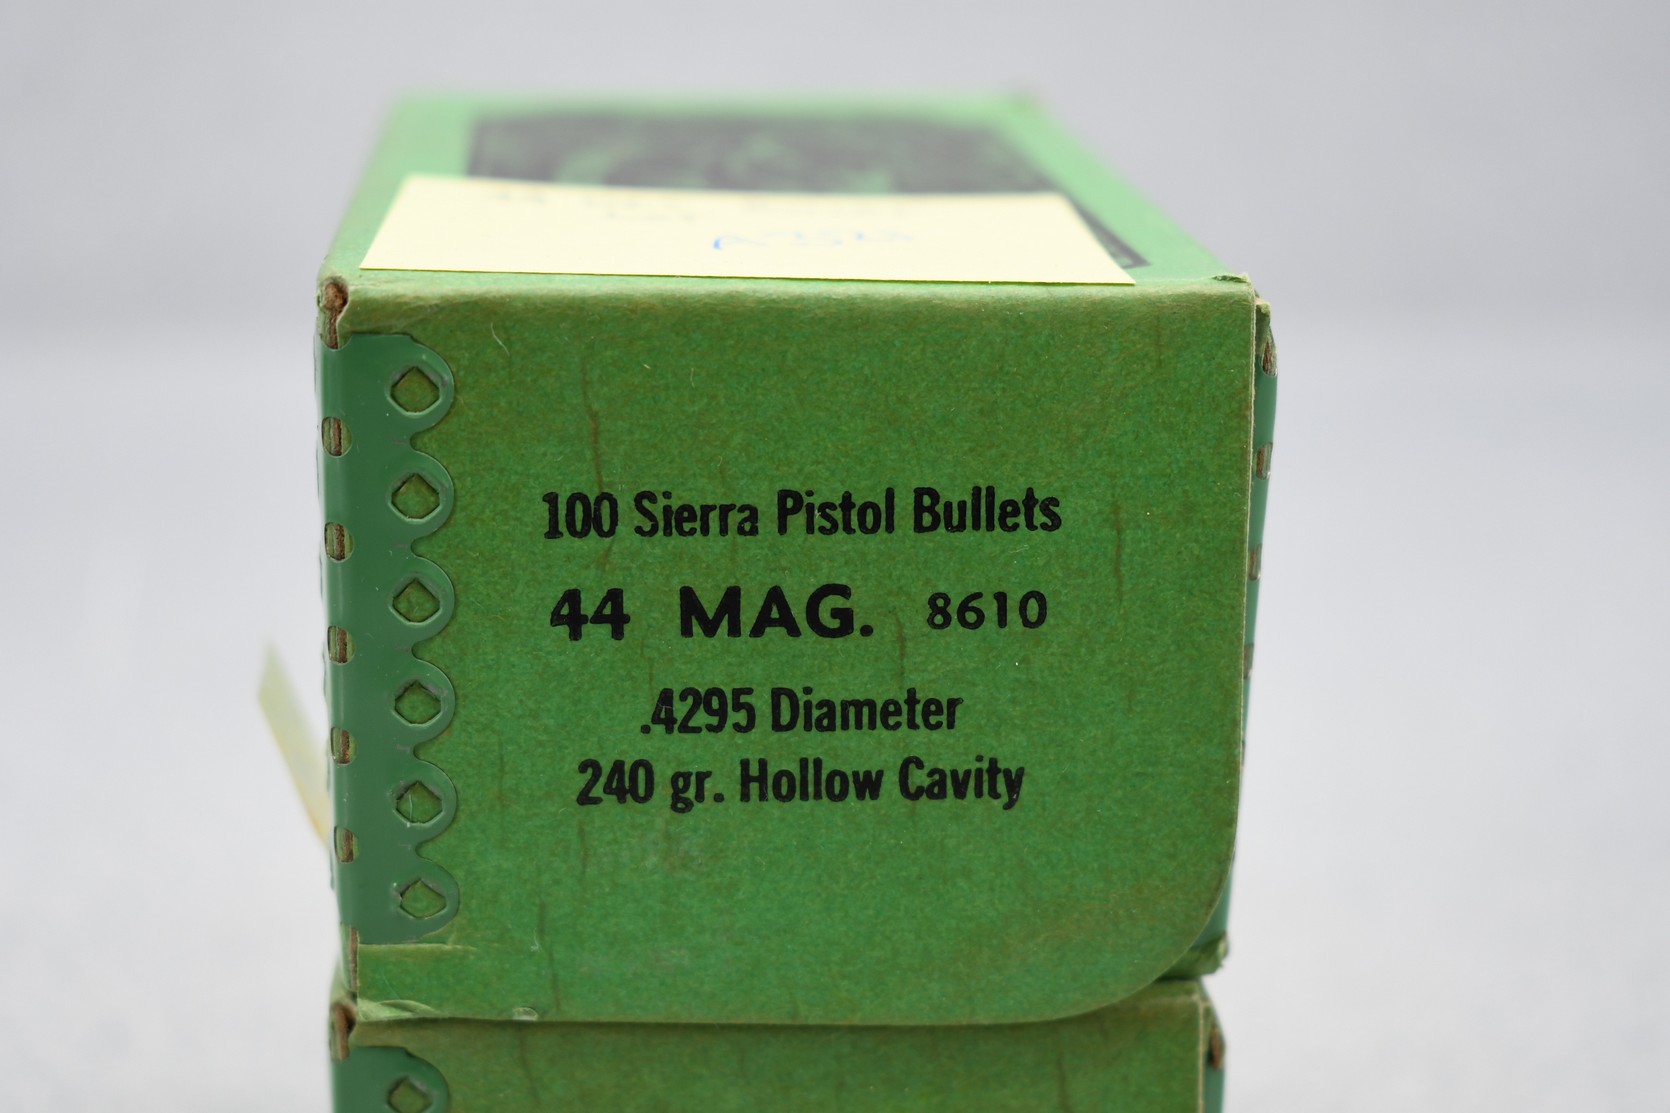 100 Sierra Pistol Bullets
44 MAG. 8610
.4295 Diameter
240 gr. Hollow Cavity